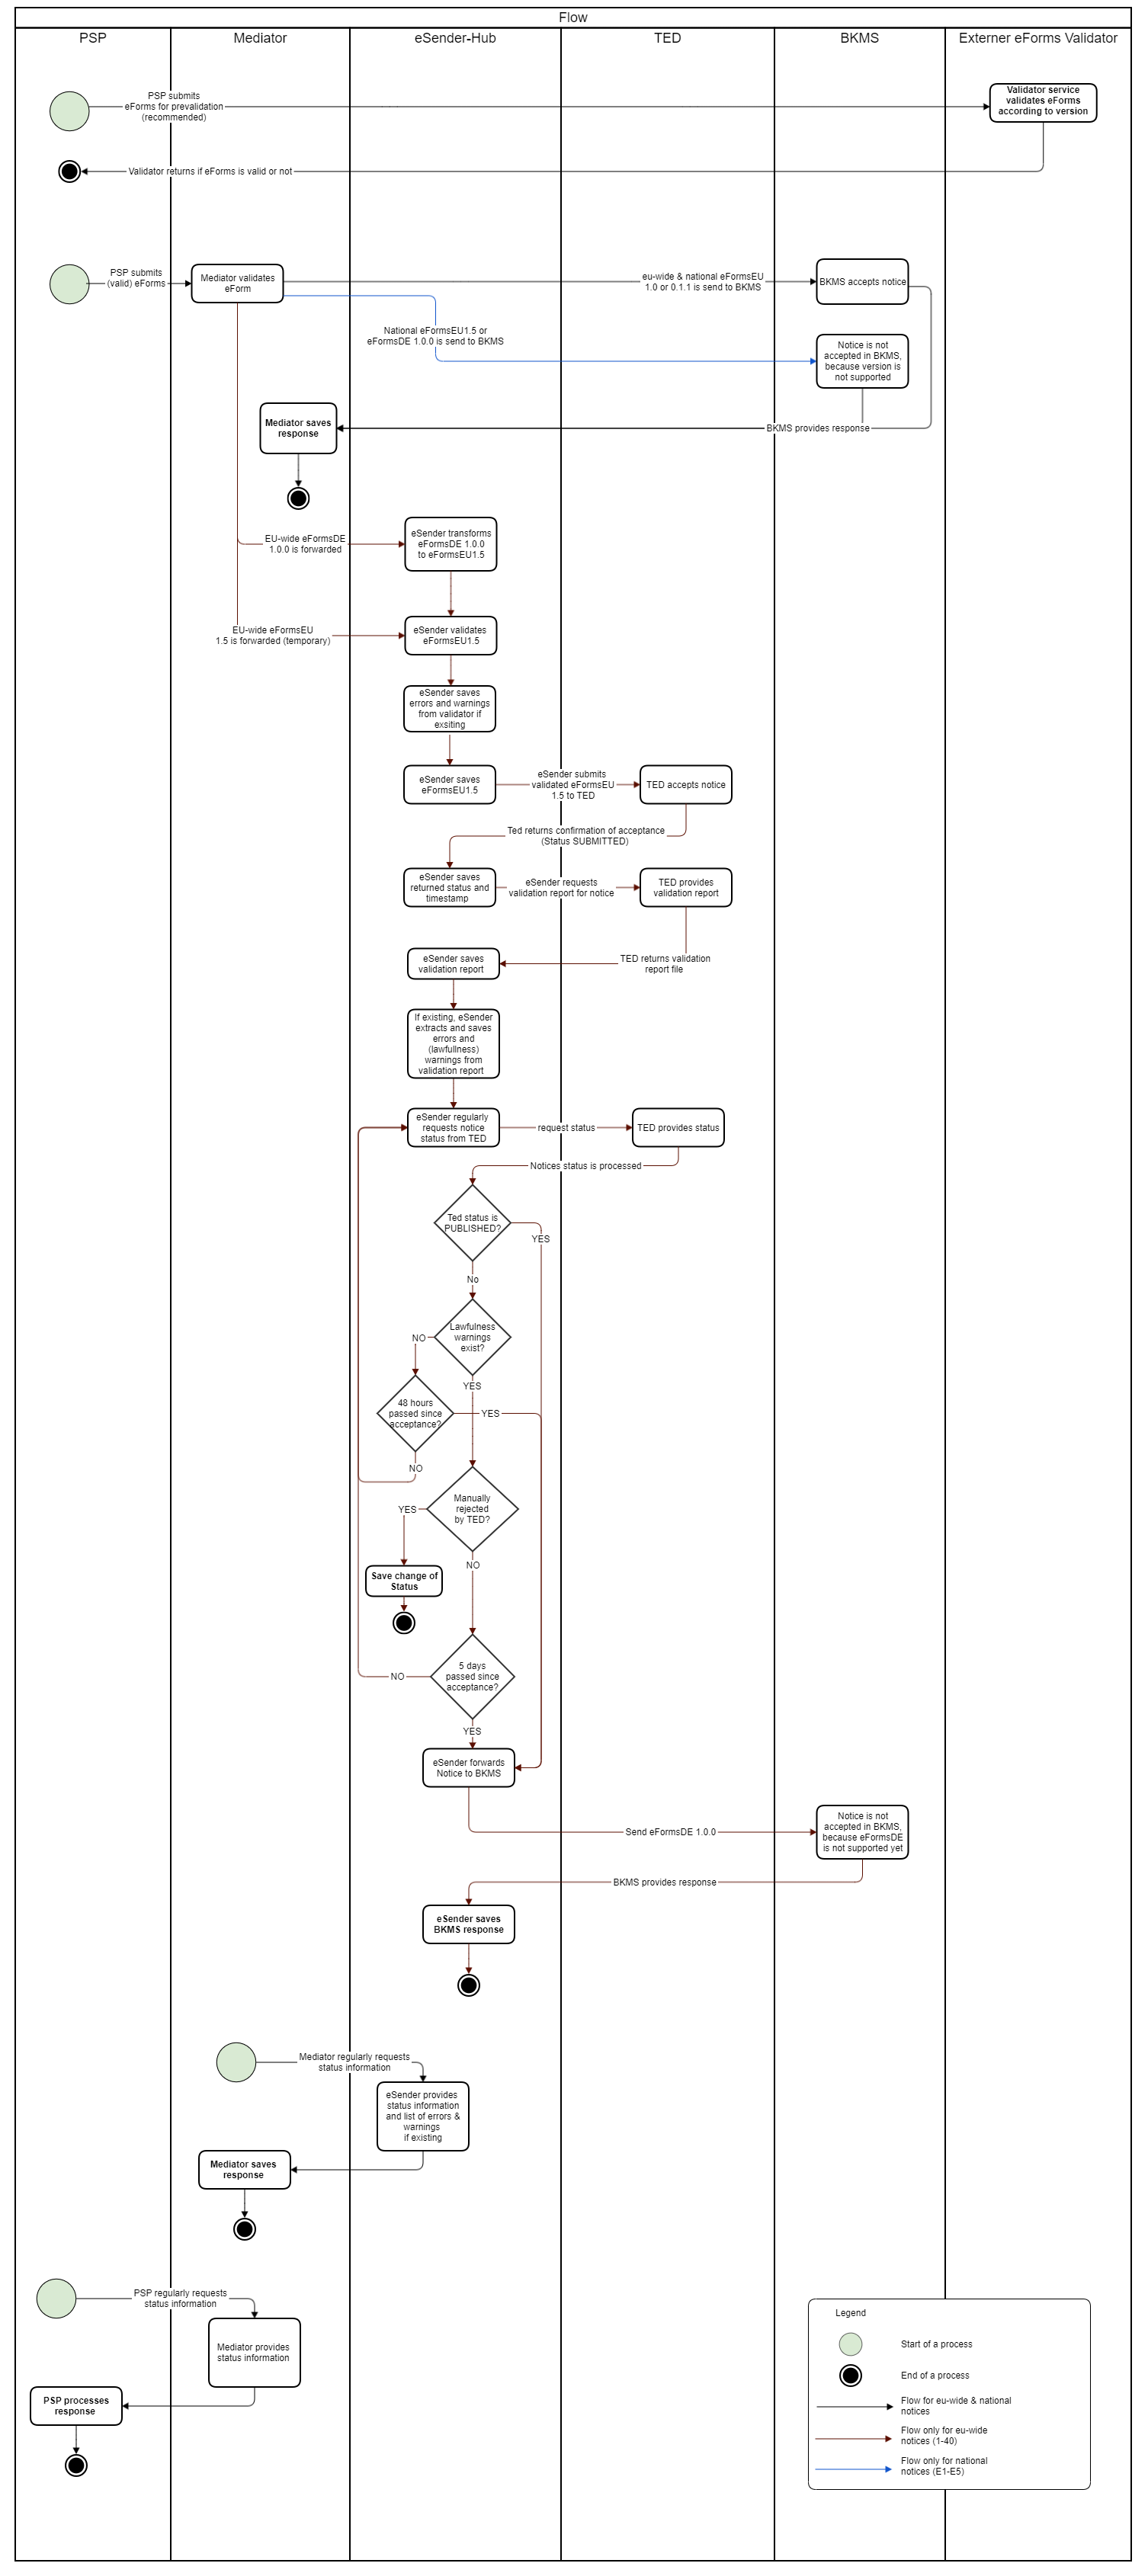 Flow
PSP
Mediator
eSender-Hub
TED
BKMS
Externer eForms Validator
PSP submits
eForms for prevalidation
(recommended)
Validator service
validates eForms
according to version
Validator returns if eForms is valid or not
PSP submits
(valid) eForms
Mediator validates
eForm
eu-wide & national eFormsEU
1.0 or 0.1.1 is send to BKMS
BKMS accepts notice
National eFormsEU1.5 or
eFormsDE 1.0.0 is send to BKMS
Notice is not
accepted in BKMS,
because version is
not supported
Mediator saves
response
BKMS provides response
EU-wide eFormsDE
1.0.0 is forwarded
eSender transforms
eFormsDE 1.0.0
to eFormsEU1.5
EU-wide eFormsEU
1.5 is forwarded (temporary)
eSender validates
eFormsEU1.5
eSender saves
errors and warnings
from validator if
exsiting
eSender saves
eFormsEU1.5
eSender submits
validated eFormsEU
1.5 to TED
TED accepts notice
Ted returns confirmation of acceptance
(Status SUBMITTED)
eSender saves
returned status and
timestamp
eSender requests
validation report for notice
TED provides
validation report
eSender saves
validation report
TED returns validation
report file
If existing, eSender
extracts and saves
errors and
(lawfullness)
warnings from
validation report
eSender regularly
requests notice
status from TED
request status
TED provides status
Notices status is processed
Ted status is
PUBLISHED?
YES
No
Lawfulness
warnings
exist?
NO
YES
48 hours
passed since
acceptance?
YES
NO
Manually
rejected
by TED?
YES
NO
Save change of
Status
5 days
passed since
acceptance?
NO
YES
eSender forwards
Notice to BKMS
Send eFormsDE 1.0.0
Notice is not
accepted in BKMS,
because eFormsDE
is not supported yet
BKMS provides response
eSender saves
BKMS response
Mediator regularly requests
status information
eSender provides
status information
and list of errors &
warnings
if existing
Mediator saves
response
PSP regularly requests
status information
Mediator provides
status information
PSP processes
response
Legend
Start of a process
End of a process
Flow for eu-wide & national
notices
Flow only for eu-wide
notices (1-40)
Flow only for national
notices (E1-E5)